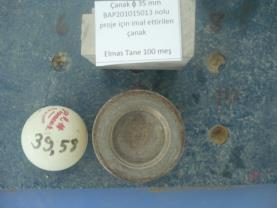 Çanak ϕ 35 mm
BAP201015013 nolu
proje için imal ettirilen
çanak
Elmas Tane 100 meş
39,58